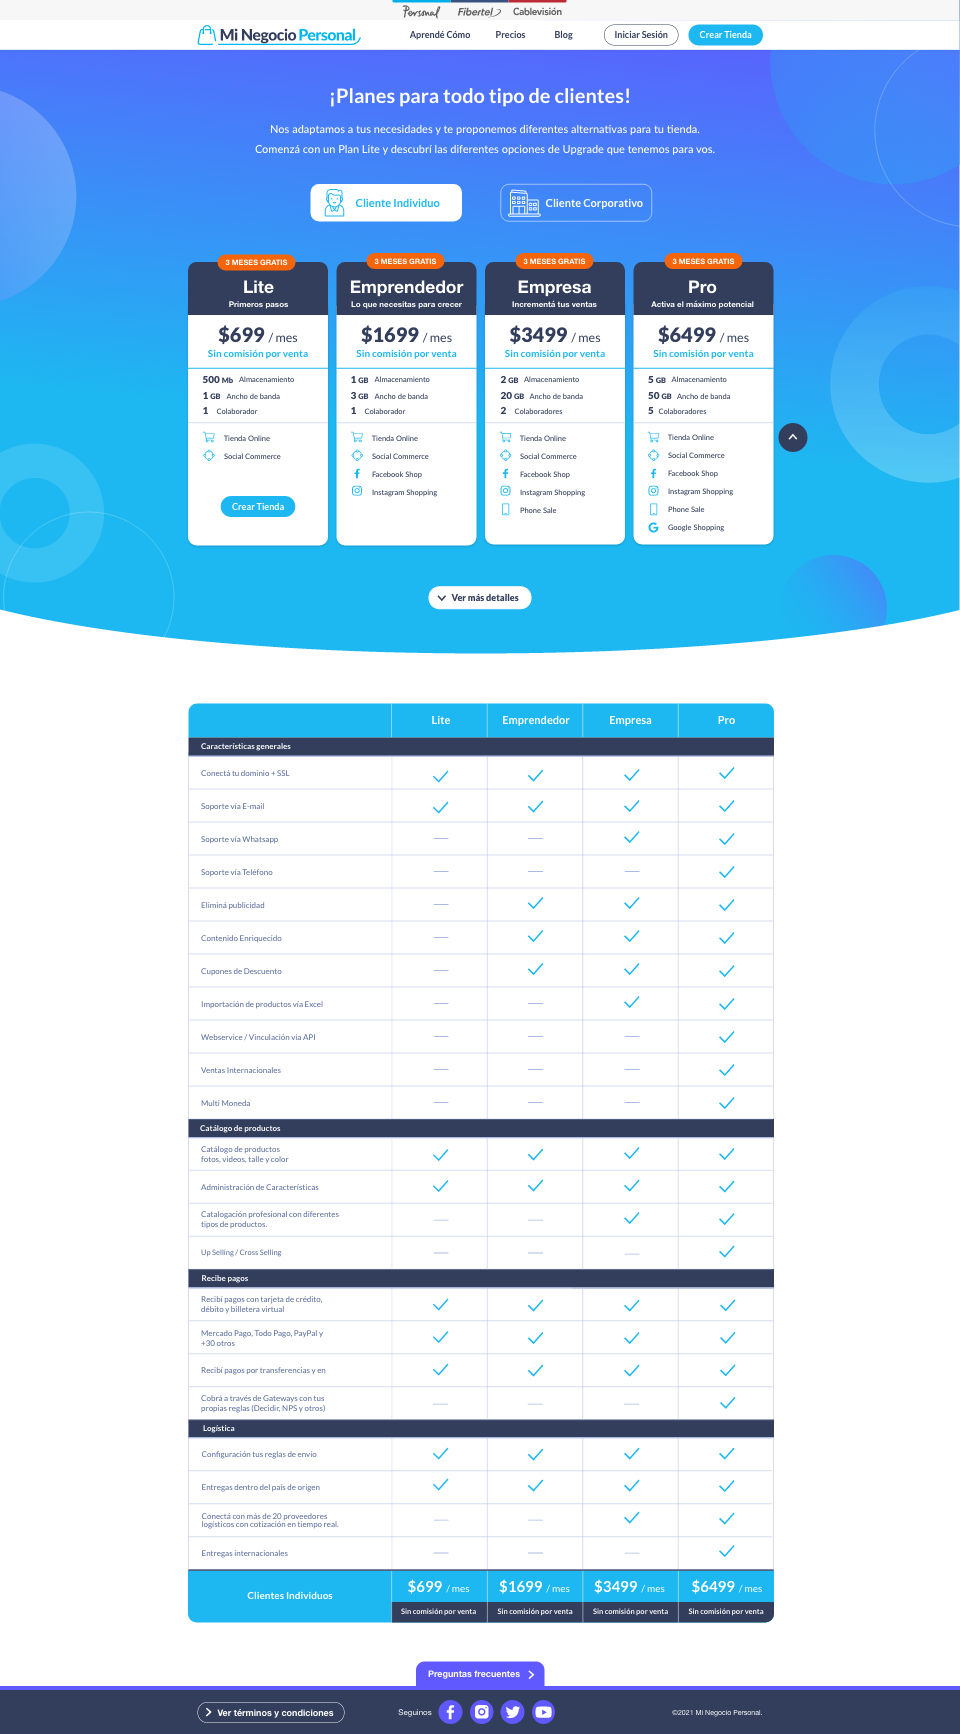 Personal Fibertel Cablevisión
Mi Negocio Personal Aprendé Cómo Precios Blog Iniciar Sesión Crear Tienda
¡Planes para todo tipo de clientes!
Nos adaptamos a tus necesidades y te proponemos diferentes alternativas para tu tienda.
Comenzá con un Plan Lite y descubrí las diferentes opciones de Upgrade que tenemos para vos.
Cliente Individuo Cliente Corporativo
3 MESES GRATIS
Lite
Primeros pasos
$699 / mes
Sin comisión por venta
500 Mb Almacenamiento
1 GB Ancho de banda
1 Colaborador
Tienda Online
Social Commerce
Crear Tienda
3 MESES GRATIS
Emprendedor
Lo que necesitas para crecer
$1699 / mes
Sin comisión por venta
1 GB Almacenamiento
3 GB Ancho de banda
1 Colaborador
Tienda Online
Social Commerce
Facebook Shop
Instagram Shopping
3 MESES GRATIS
Empresa
Incrementá tus ventas
$3499 / mes
Sin comisión por venta
2 GB Almacenamiento
20 GB Ancho de banda
2 Colaboradores
Tienda Online
Social Commerce
Facebook Shop
Instagram Shopping
Phone Sale
3 MESES GRATIS
Pro
Activa el máximo potencial
$6499 / mes
Sin comisión por venta
5 GB Almacenamiento
50 GB Ancho de banda
5 Colaboradores
Tienda Online
Social Commerce
Facebook Shop
Instagram Shopping
Phone Sale
Google Shopping
Ver más detalles
Lite Emprendedor Empresa Pro
Características generales
Conectá tu dominio + SSL
Soporte vía E-mail
Soporte vía Whatsapp
Soporte vía Teléfono
Eliminá publicidad
Contenido Enriquecido
Cupones de Descuento
Importación de productos vía Excel
Webservice / Vinculación vía API
Ventas Internacionales
Multi Moneda
Catálogo de productos
Catálogo de productos
fotos, videos, talle y color
Administración de Características
Catalogación profesional con diferentes
tipos de productos.
Up Selling / Cross Selling
Recibe pagos
Recibí pagos con tarjeta de crédito,
débito y billetera virtual
Mercado Pago, Todo Pago, PayPal y
+30 otros
Recibí pagos por transferencias y en
Cobrá a través de Gateways con tus
propias reglas (Decidir, NPS y otros)
Logística
Configuración tus reglas de envío
Entregas dentro del país de origen
Conectá con más de 20 proveedores
logísticos con cotización en tiempo real.
Entregas internacionales
Clientes Individuos
$699 / mes $1699 / mes $3499 / mes $6499 / mes
Sin comisión por venta Sin comisión por venta Sin comisión por venta Sin comisión por venta
Preguntas frecuentes
Ver términos y condiciones Seguinos ©2021 Mi Negocio Personal.